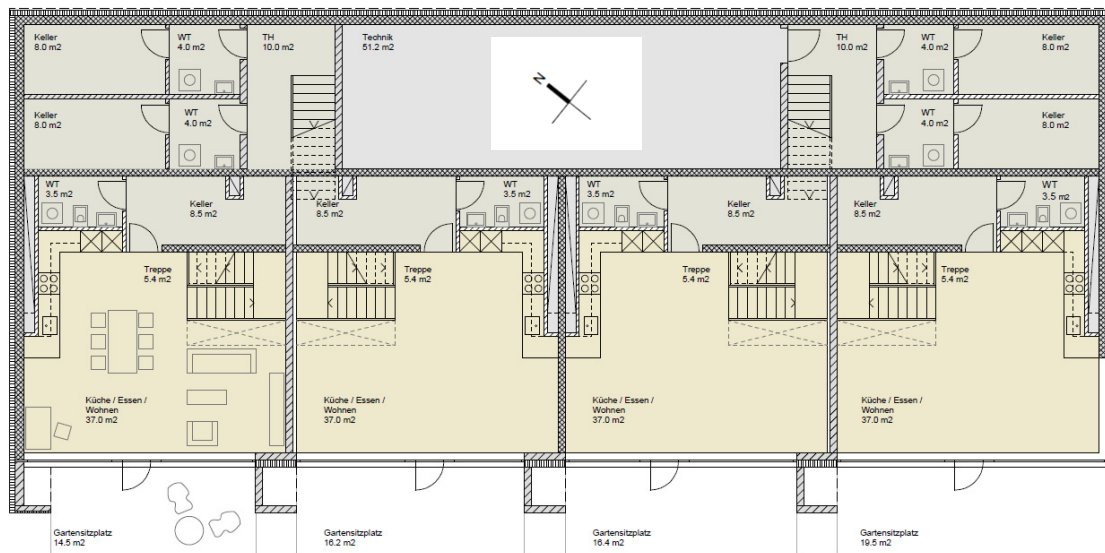 Keller
8.0 m2
WT
4.0 m2
TH
10.0 m2
Technik
51.2 m2
N
TH
10.0 m2
WT
4.0 m2
Keller
8.0 m2
Keller
8.0 m2
WT
4.0 m2
WT
4.0 m2
Keller
8.0 m2
WT
3.5 m2
Keller
8.5 m2
Keller
8.5 m2
WT
3.5 m2
WT
3.5 m2
Keller
8.5 m2
Keller
8.5 m2
WT
3.5 m2
Treppe
5.4 m2
Treppe
5.4 m2
Treppe
5.4 m2
Treppe
5.4 m2
Küche / Essen /
Wohnen
37.0 m2
Küche / Essen /
Wohnen
37.0 m2
Küche / Essen /
Wohnen
37.0 m2
Küche / Essen /
Wohnen
37.0 m2
Gartensitzplatz
14.5 m2
Gartensitzplatz
16.2 m2
Gartensitzplatz
16.4 m2
Gartensitzplatz
19.5 m2